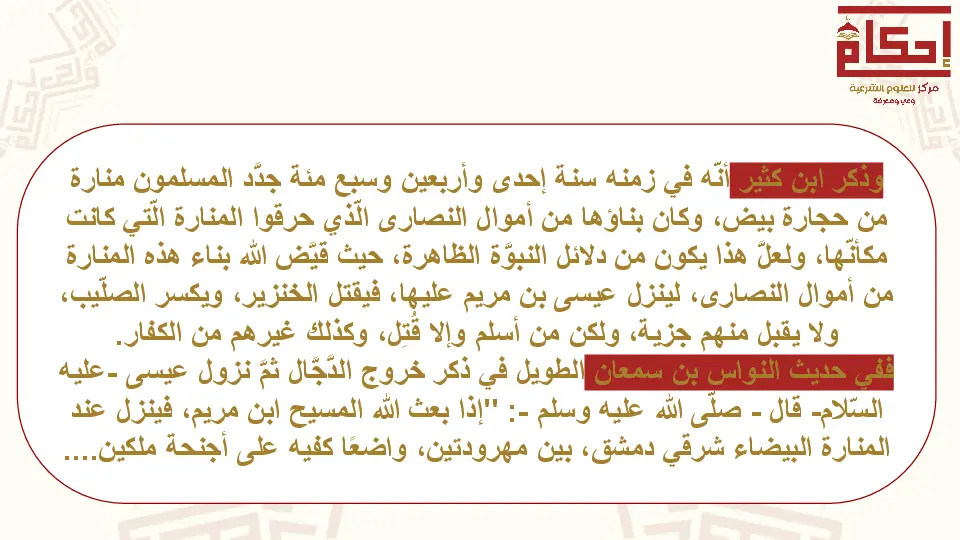 إحكام
مركز للعلوم الشرعية
وعي ومعرفة
وذكر ابن كثير أنّه في زمنه سنة إحدى وأربعين وسبع مئة جدَّد المسلمون منارة
من حجارة بيض، وكان بناؤها من أموال النصارى الّذي حرقوا المنارة الّتي كانت
مكانّها، ولعلَّ هذا يكون من دلائل النبوَّة الظاهرة، حيث قيَّض الله بناء هذه المنارة
من أموال النصارى، لينزل عيسى بن مريم عليها، فيقتل الخنزير، ويكسر الصلّيب،
ولا يقبل منهم جزية، ولكن من أسلم وإلا قُتِل، وكذلك غيرهم من الكفار.
ففي حديث النواس بن سمعان الطويل في ذكر خروج الدَّجَّال ثمَّ نزول عيسى -عليه
السّلام- قال - صلّى الله عليه وسلم -: "إذا بعث الله المسيح ابن مريم، فينزل عند
المنارة البيضاء شرقي دمشق، بين مهرودتين، واضعًا كفيه على أجنحة ملكين....